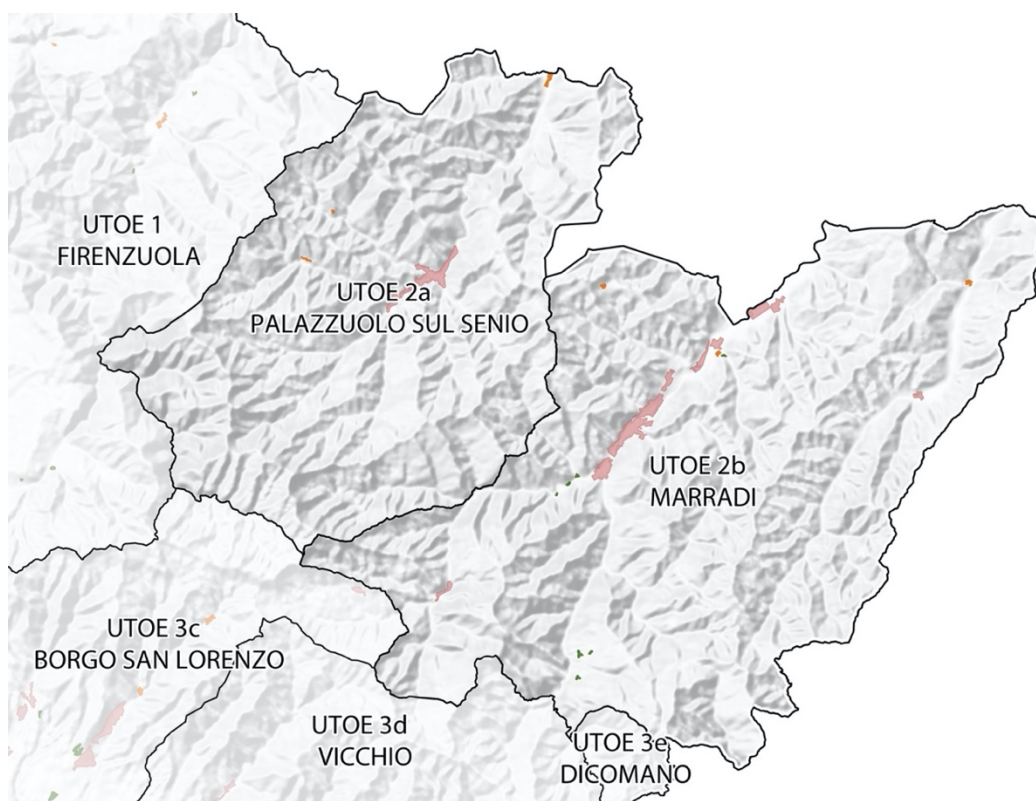 UTOE 1
FIRENZUOLA
UTOE 2a
PALAZZUOLO SUL SENIO
UTOE 2b
MARRADI
UTOE 3c
BORGO SAN LORENZO
UTOE 3d
VICCHIO
UTOE 3e
DICOMANO